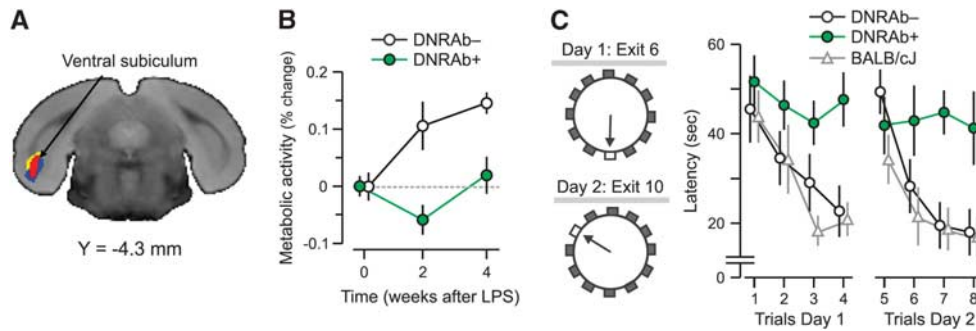 A
Ventral subiculum
Y = -4.3 mm
B
DNRAb–
DNRAb+
Metabolic activity (% change)
0.2
0.1
0
-0.1
0
2
4
Time (weeks after LPS)
C
Day 1: Exit 6
Day 2: Exit 10
DNRAb–
DNRAb+
BALB/cJ
Latency (sec)
60
40
20
0
1
2
3
4
5
6
7
8
Trials Day 1
Trials Day 2